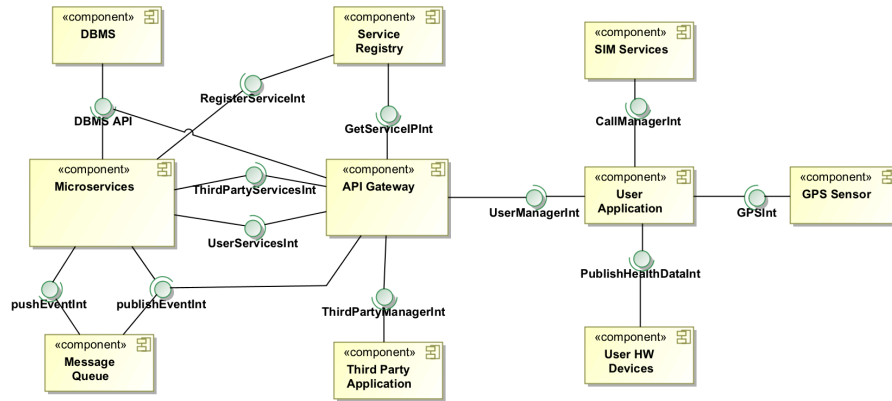 «component»
DBMS
«component»
Service
Registry
«component»
SIM Services
RegisterServiceInt
DBMS API
GetServiceIPInt
CallManagerInt
«component»
Microservices
ThirdPartyServicesInt
UserServicesInt
«component»
API Gateway
UserManagerInt
«component»
User
Application
GPSInt
«component»
GPS Sensor
pushEventInt
publishEventInt
ThirdPartyManagerInt
PublishHealthDataInt
«component»
Message
Queue
«component»
Third Party
Application
«component»
User HW
Devices